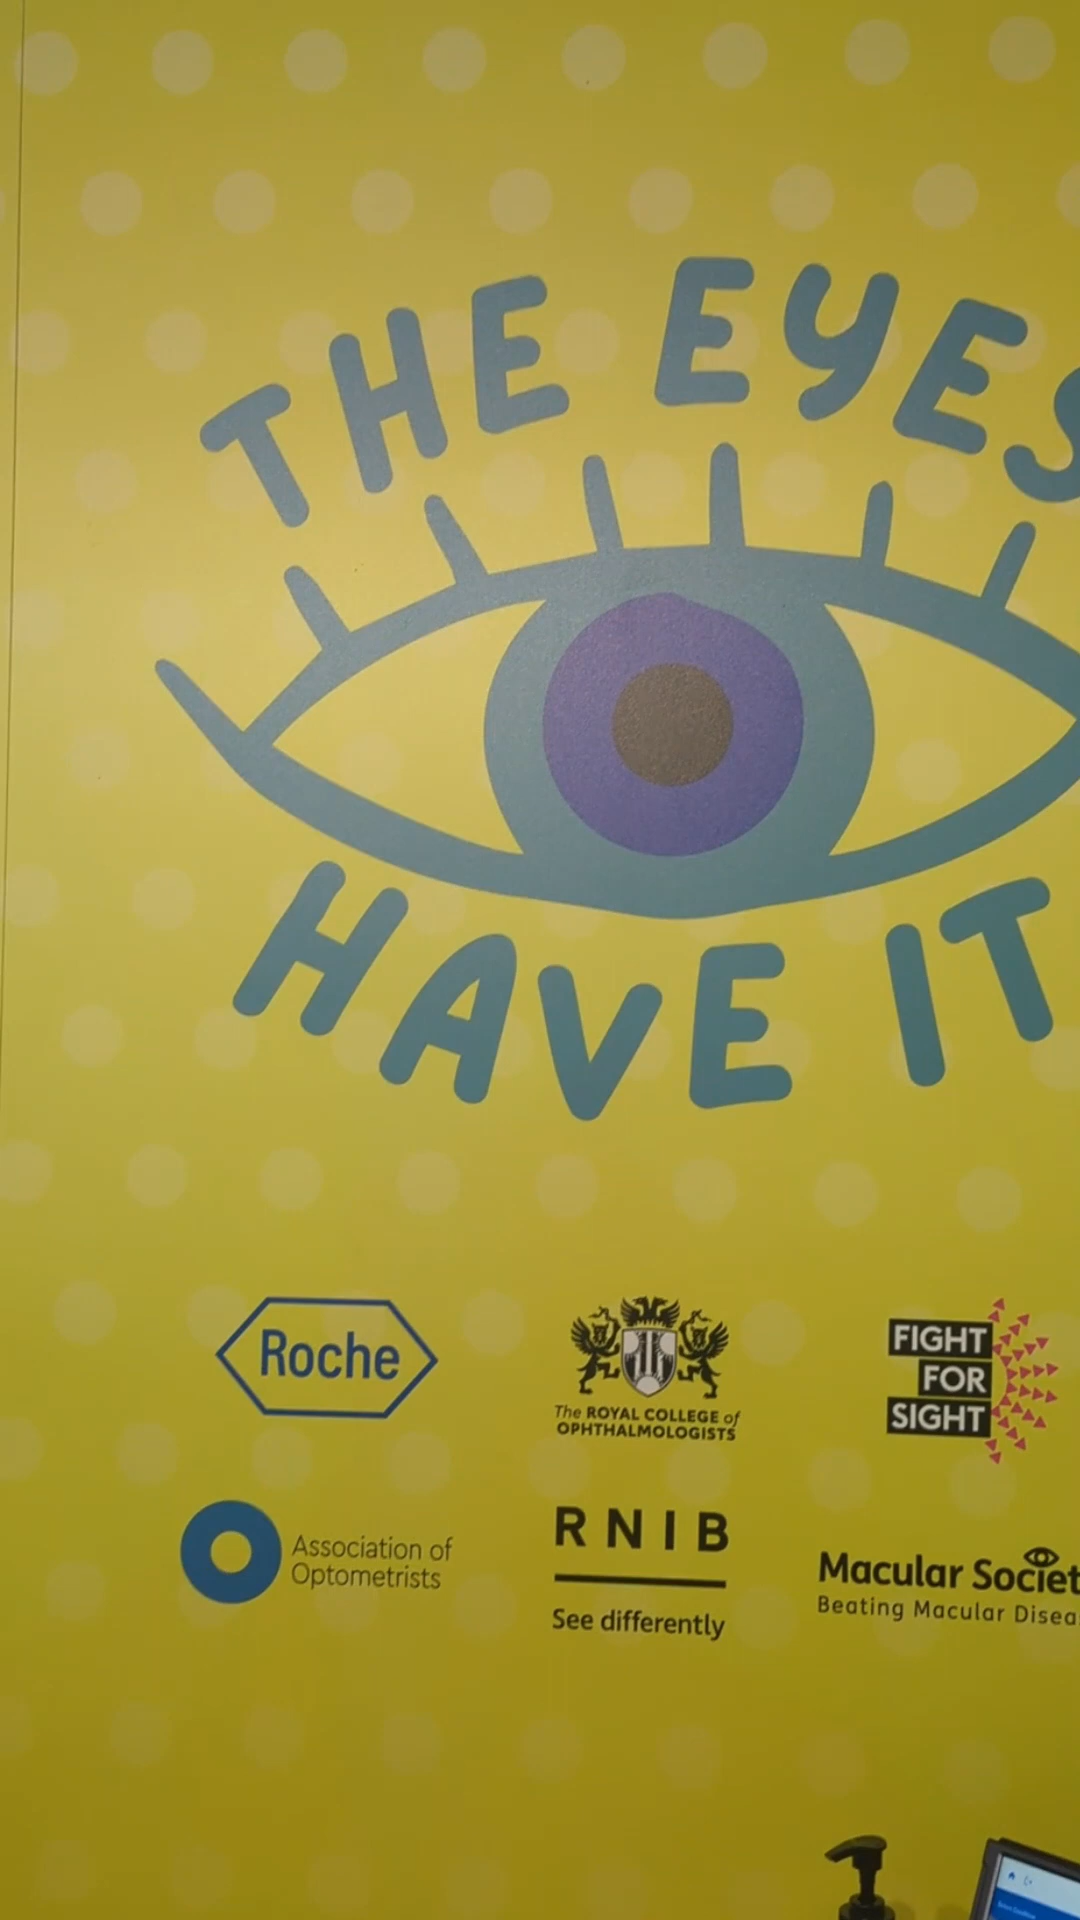 THE EYES
HAVE IT
Roche
The ROYAL COLLEGE of
OPHTHALMOLOGISTS
FIGHT
FOR
SIGHT
Association of
Optometrists
RNIB
See differently
Macular Societ
Beating Macular Disea